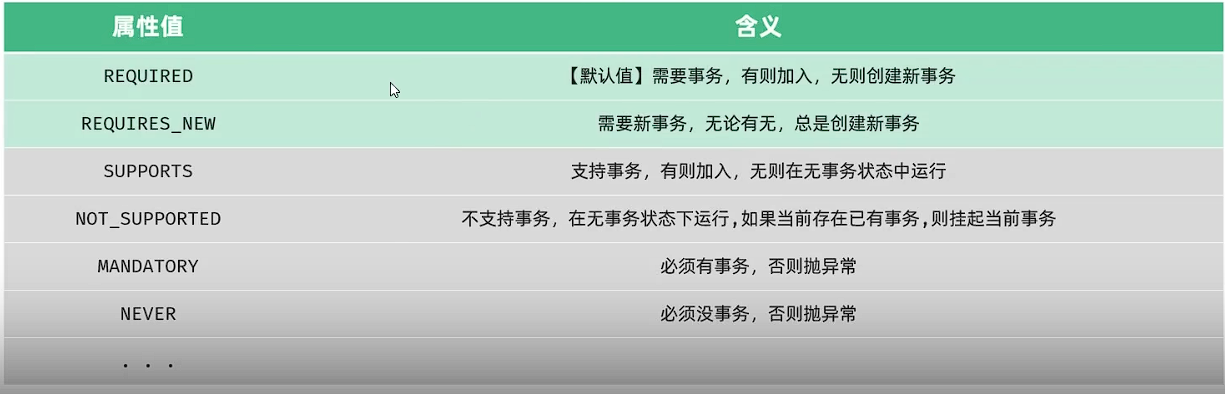 属性值 含义
REQUIRED 【默认值】需要事务，有则加入，无则创建新事务
REQUIRES_NEW 需要新事务，无论有无，总是创建新事务
SUPPORTS 支持事务，有则加入，无则在无事务状态中运行
NOT_SUPPORTED 不支持事务，在无事务状态下运行,如果当前存在已有事务,则挂起当前事务
MANDATORY 必须有事务，否则抛异常
NEVER 必须没事务，否则抛异常
. . .